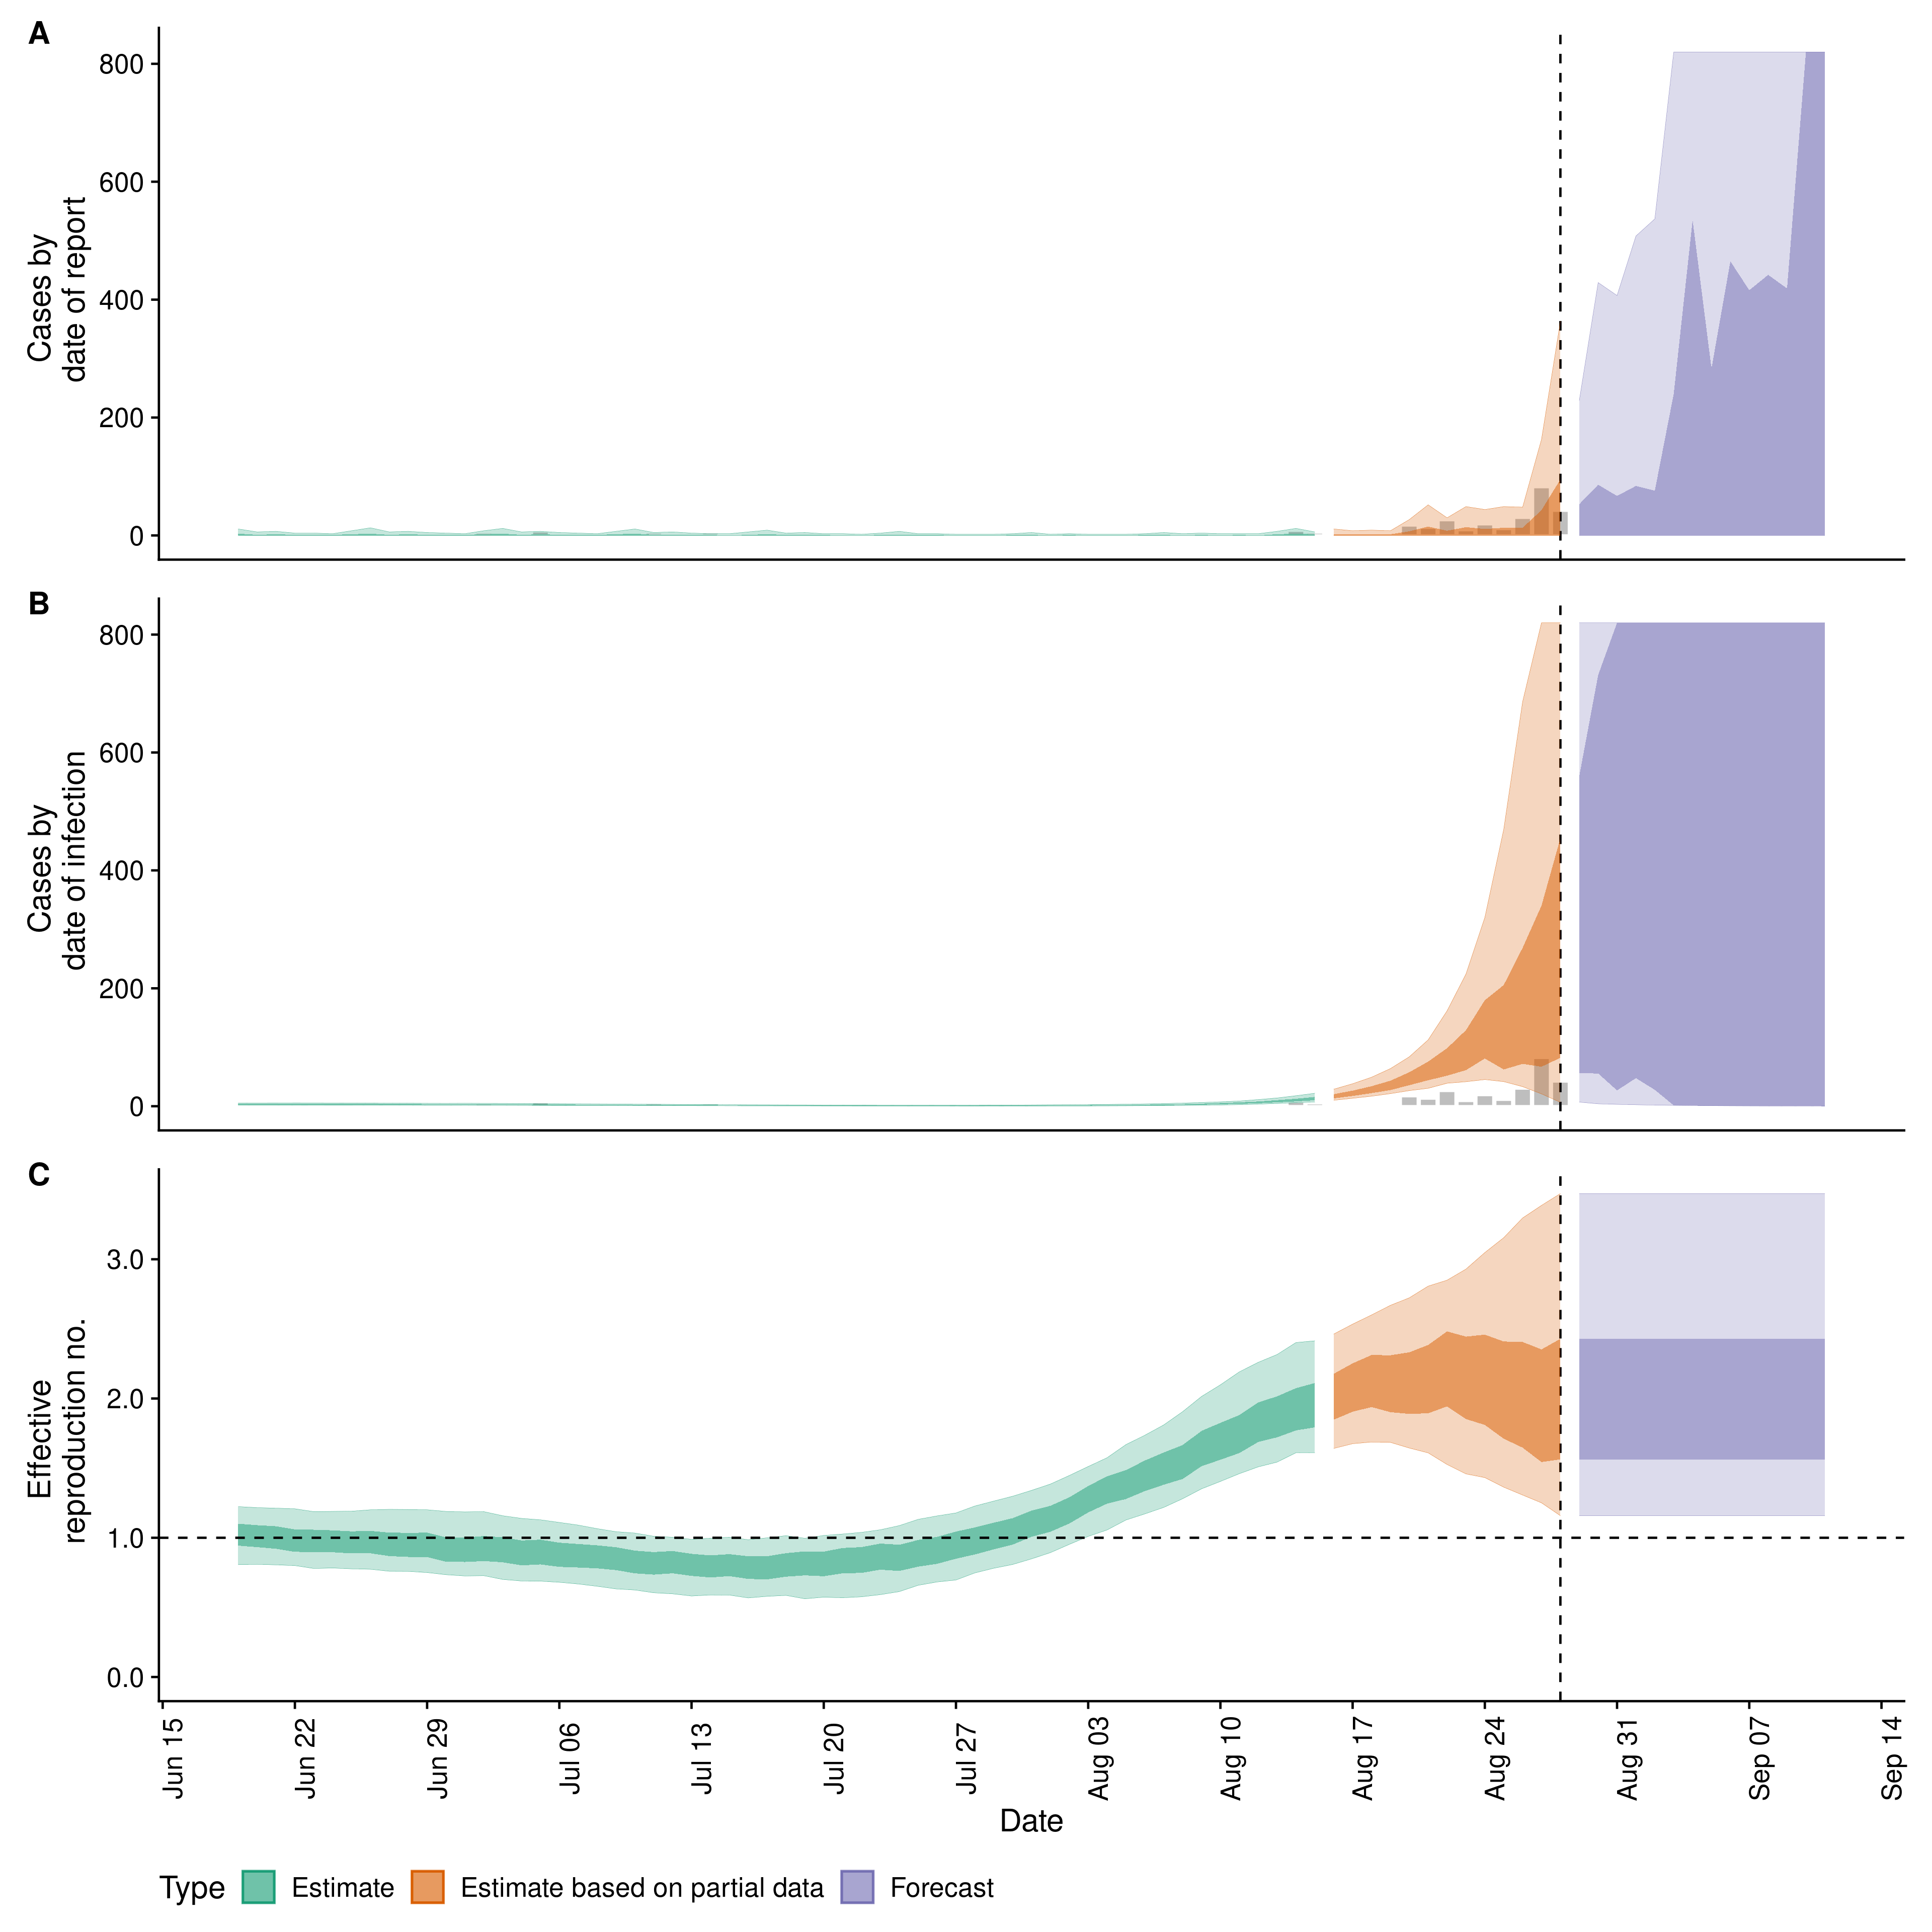 A
Cases by
date of report
800
600
400
200
0
B
Cases by
date of infection
800
600
400
200
0
C
Effective
reproduction no.
3.0
2.0
1.0
0.0
Jun 15
Jun 22
Jun 29
Jul 06
Jul 13
Jul 20
Jul 27
Aug 03
Aug 10
Aug 17
Aug 24
Aug 31
Sep 07
Sep 14
Date
Type Estimate Estimate based on partial data Forecast